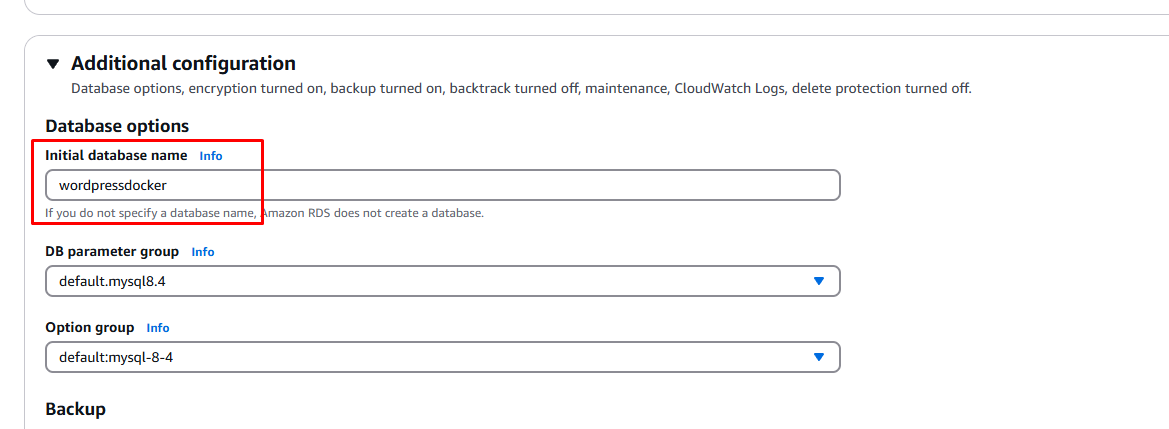 Additional configuration
Database options, encryption turned on, backup turned on, backtrack turned off, maintenance, CloudWatch Logs, delete protection turned off.
Database options
Initial database name Info
wordpressdocker
If you do not specify a database name, Amazon RDS does not create a database.
DB parameter group Info
default.mysql8.4
Option group Info
default:mysql-8-4
Backup